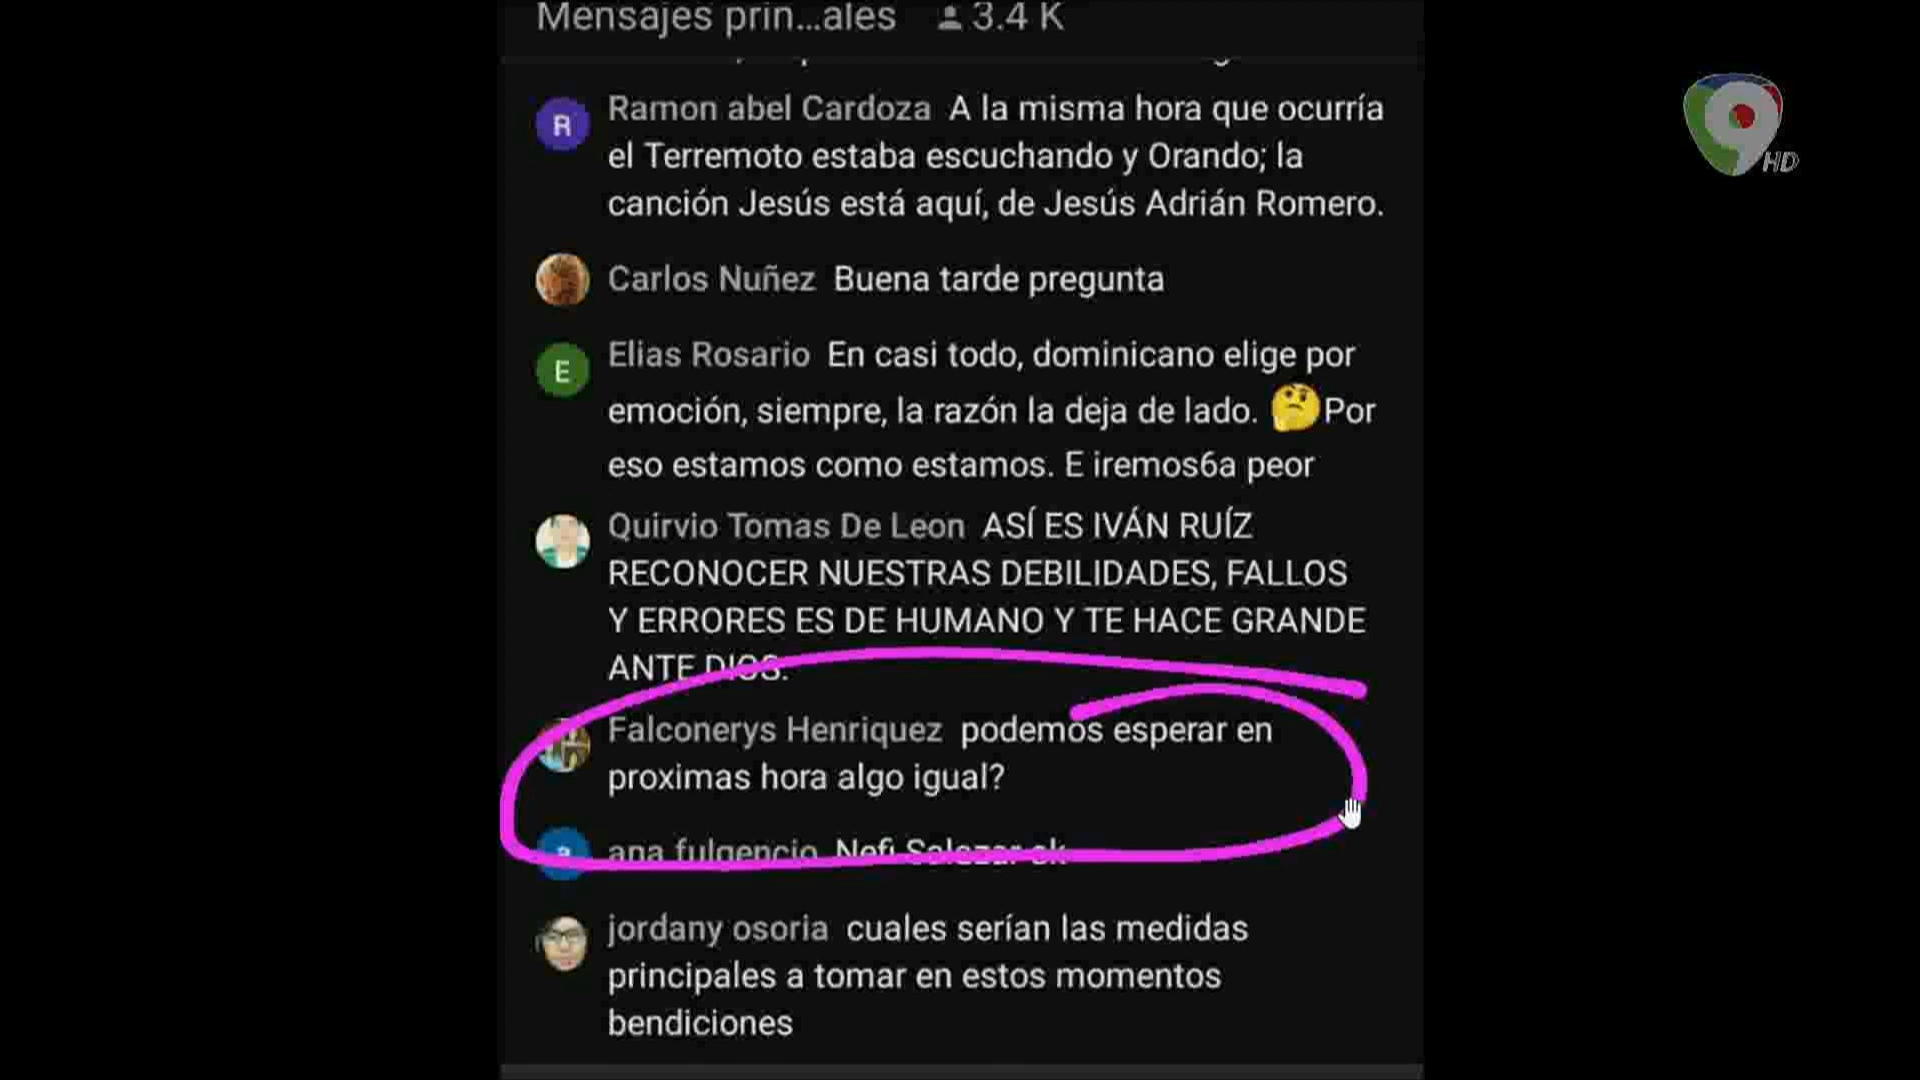 Mensajes prin...ales 3.4 K
R Ramon abel Cardoza A la misma hora que ocurría
el Terremoto estaba escuchando y Orando; la
canción Jesús está aquí, de Jesús Adrián Romero.
Carlos Nuñez Buena tarde pregunta
E Elias Rosario En casi todo, dominicano elige por
emoción, siempre, la razón la deja de lado. 🤔Por
eso estamos como estamos. E iremos6a peor
Quirvio Tomas De Leon ASÍ ES IVÁN RUÍZ
RECONOCER NUESTRAS DEBILIDADES, FALLOS
Y ERRORES ES DE HUMANO Y TE HACE GRANDE
ANTE DIOS.
Falconerys Henriquez podemos esperar en
proximas hora algo igual?
a ana fulgencio Nefi Salazar ok
jordany osoria cuales serían las medidas
principales a tomar en estos momentos
bendiciones
9 HD